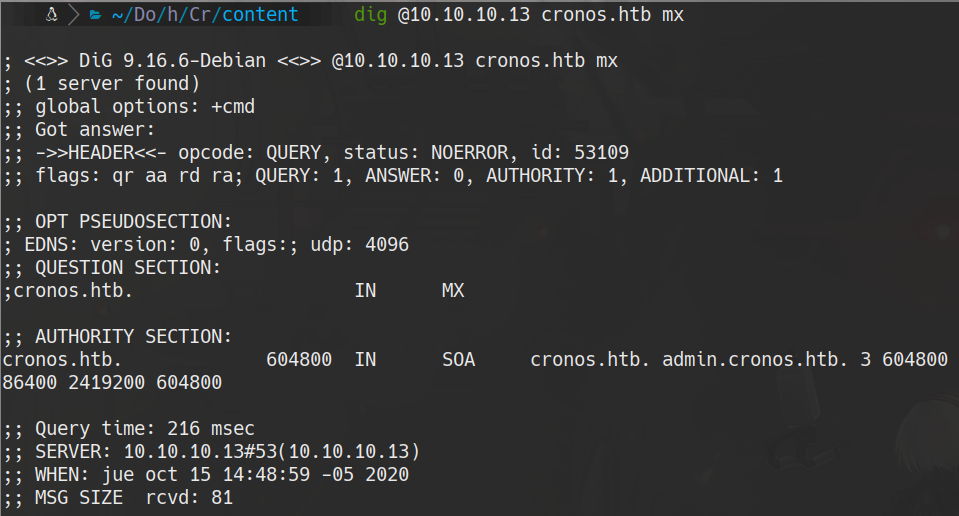 ~/Do/h/Cr/content dig @10.10.10.13 cronos.htb mx
; <<>> DiG 9.16.6-Debian <<>> @10.10.10.13 cronos.htb mx
; (1 server found)
;; global options: +cmd
;; Got answer:
;; ->>HEADER<<- opcode: QUERY, status: NOERROR, id: 53109
;; flags: qr aa rd ra; QUERY: 1, ANSWER: 0, AUTHORITY: 1, ADDITIONAL: 1
;; OPT PSEUDOSECTION:
; EDNS: version: 0, flags:; udp: 4096
;; QUESTION SECTION:
;cronos.htb. IN MX
;; AUTHORITY SECTION:
cronos.htb. 604800 IN SOA cronos.htb. admin.cronos.htb. 3 604800
86400 2419200 604800
;; Query time: 216 msec
;; SERVER: 10.10.10.13#53(10.10.10.13)
;; WHEN: jue oct 15 14:48:59 -05 2020
;; MSG SIZE rcvd: 81